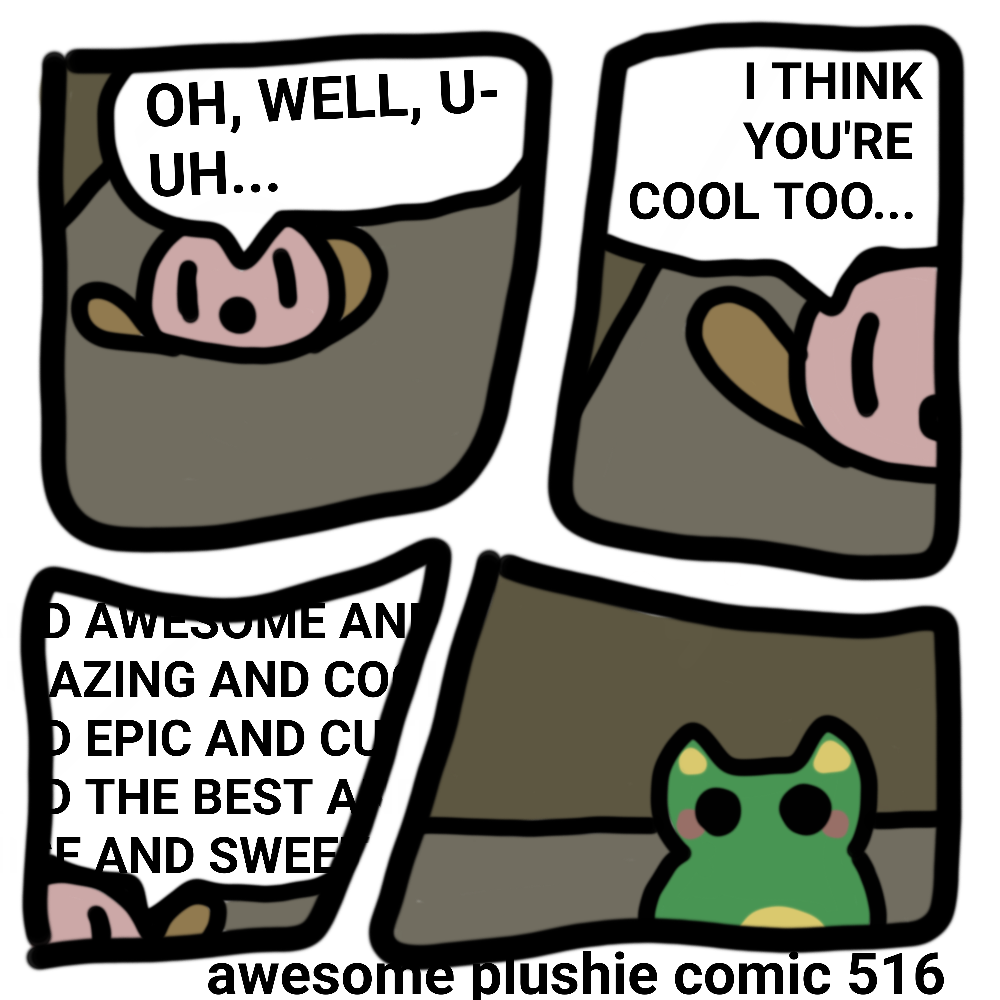 OH, WELL, U-
UH...
I THINK
YOU'RE
COOL TOO...
D AWESOME AN
AZING AND CO
D EPIC AND CU
D THE BEST A
E AND SWEE
awesome plushie comic 516